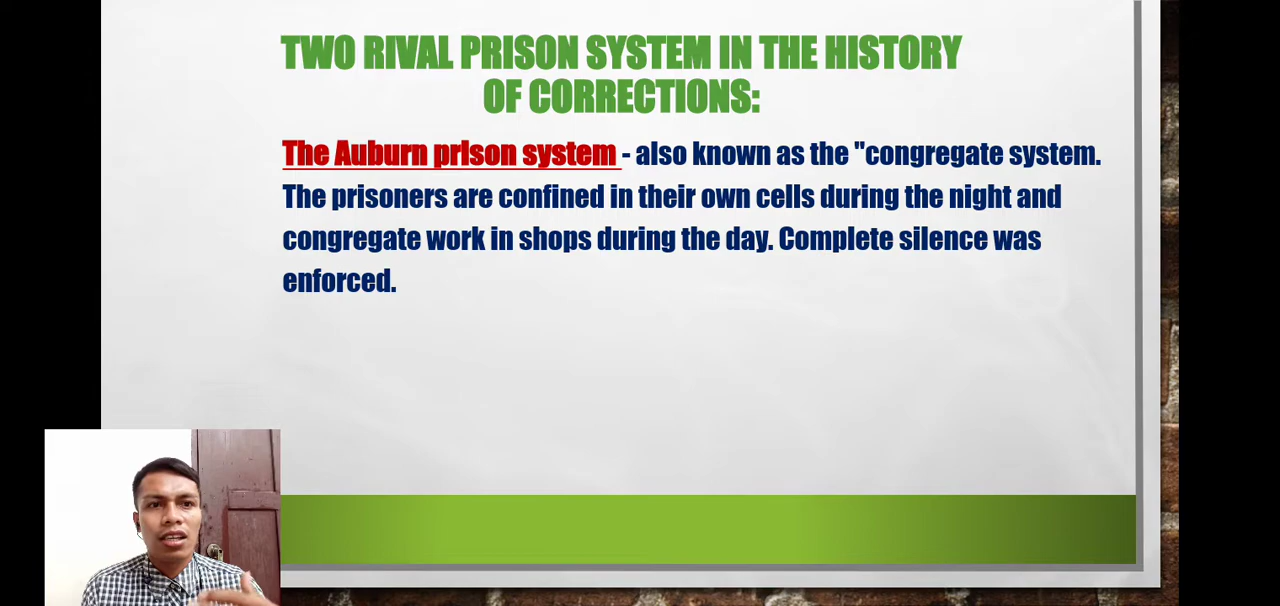 TWO RIVAL PRISON SYSTEM IN THE HISTORY
OF CORRECTIONS:
The Auburn prison system - also known as the "congregate system.
The prisoners are confined in their own cells during the night and
congregate work in shops during the day. Complete silence was
enforced.